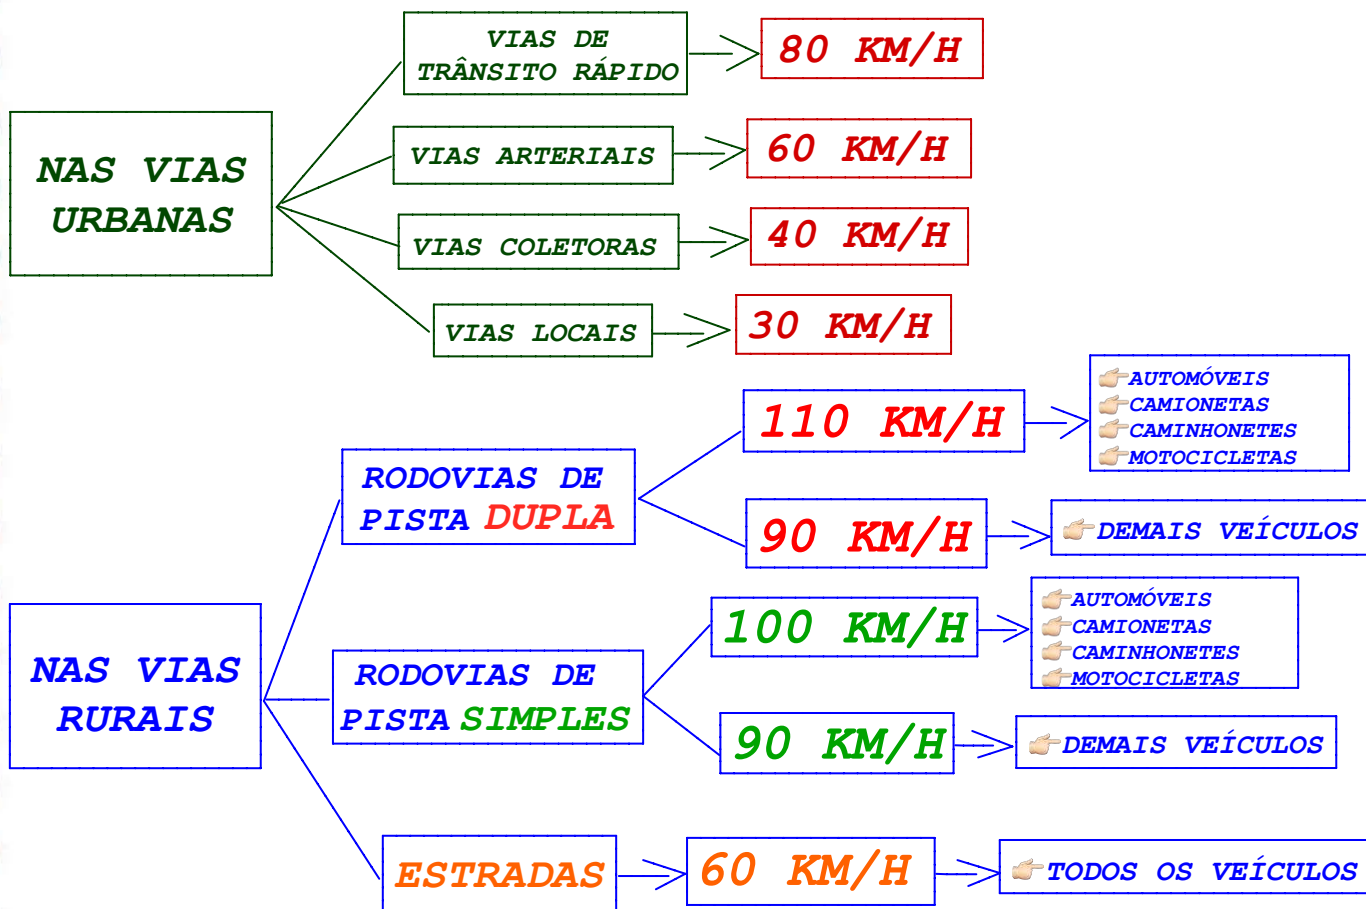 NAS VIAS
URBANAS
VIAS DE
TRÂNSITO RÁPIDO
80 KM/H
VIAS ARTERIAIS
60 KM/H
VIAS COLETORAS
40 KM/H
VIAS LOCAIS
30 KM/H
NAS VIAS
RURAIS
RODOVIAS DE
PISTA DUPLA
110 KM/H
AUTOMÓVEIS
CAMIONETAS
CAMINHONETES
MOTOCICLETAS
90 KM/H
DEMAIS VEÍCULOS
RODOVIAS DE
PISTA SIMPLES
100 KM/H
AUTOMÓVEIS
CAMIONETAS
CAMINHONETES
MOTOCICLETAS
90 KM/H
DEMAIS VEÍCULOS
ESTRADAS
60 KM/H
TODOS OS VEÍCULOS